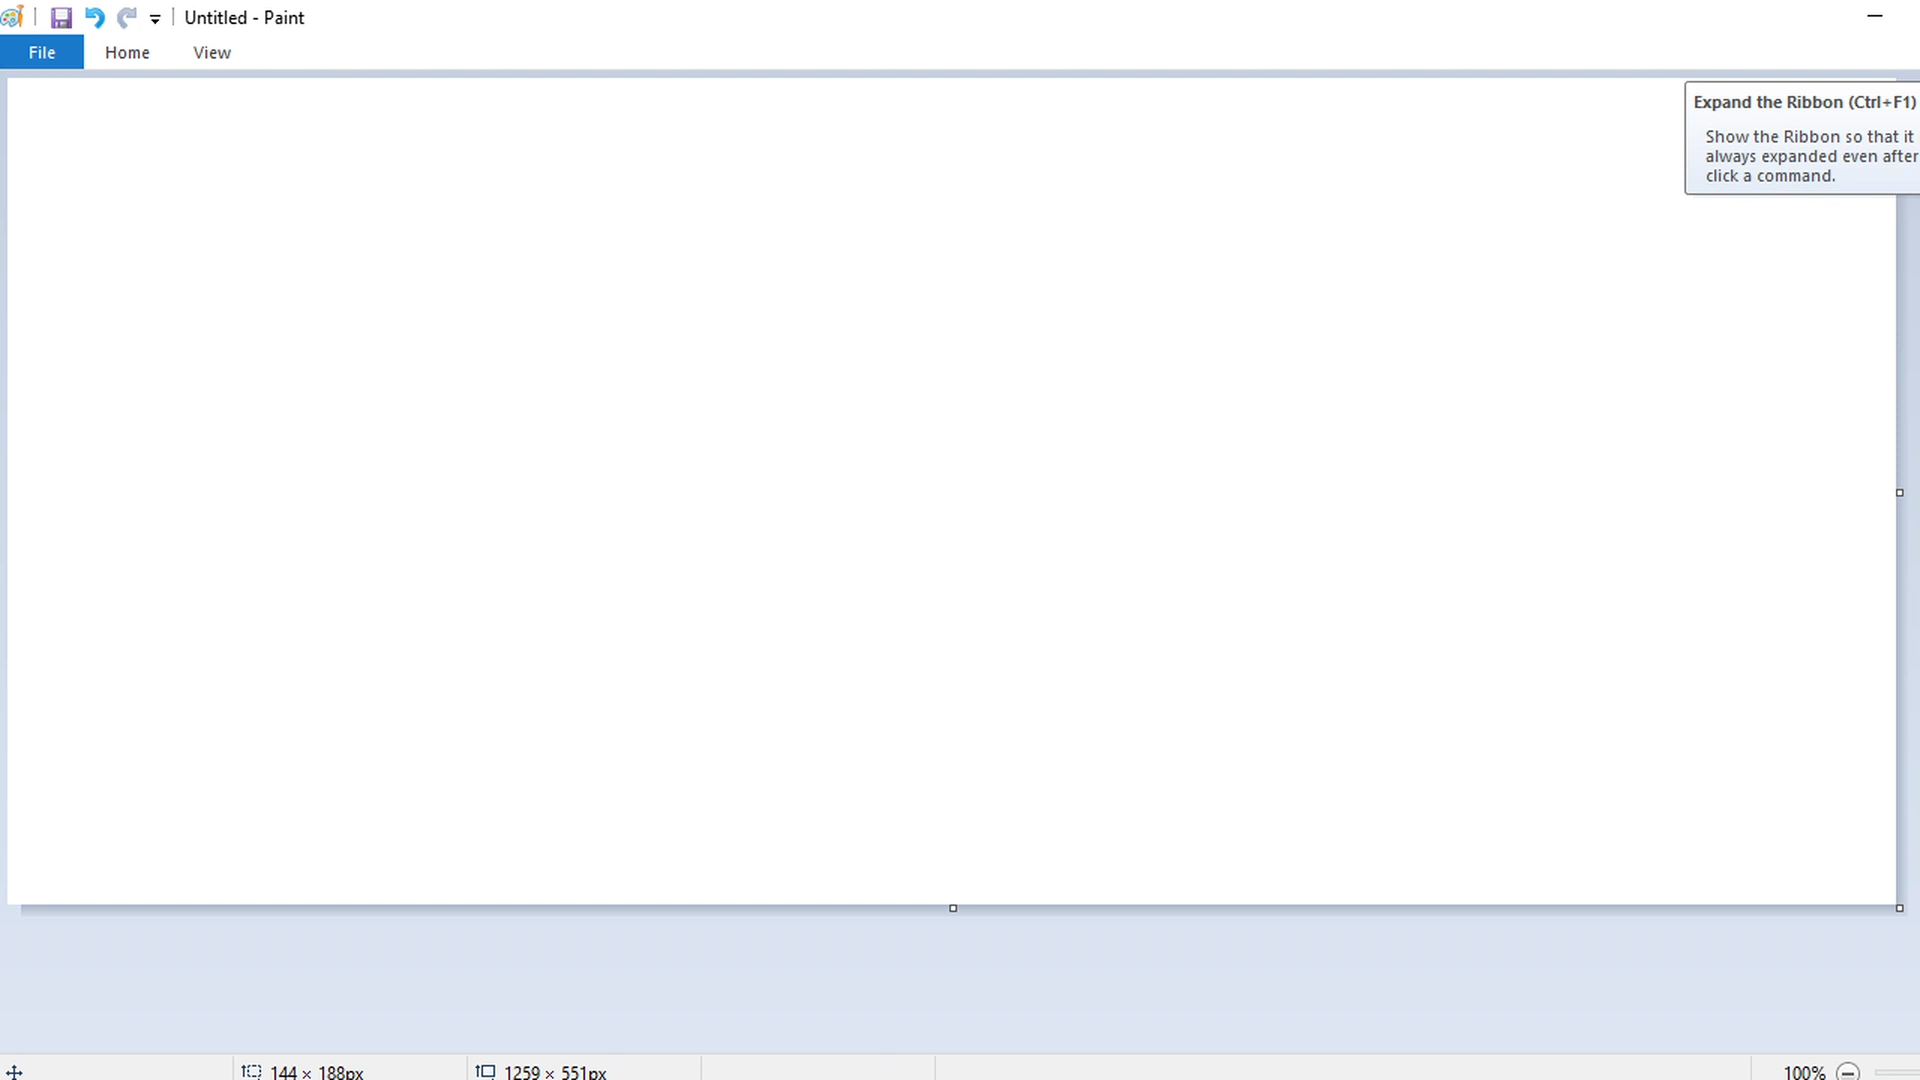 Untitled - Paint
File Home View
Expand the Ribbon (Ctrl+F1)
Show the Ribbon so that it
always expanded even after
click a command.
144 × 188px 1259 × 551px 100%